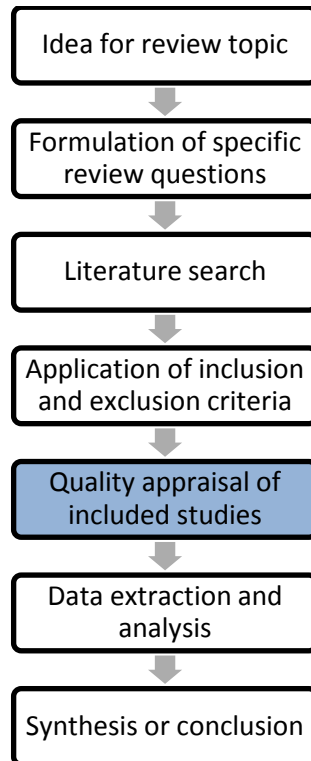 Idea for review topic
Formulation of specific
review questions
Literature search
Application of inclusion
and exclusion criteria
Quality appraisal of
included studies
Data extraction and
analysis
Synthesis or conclusion